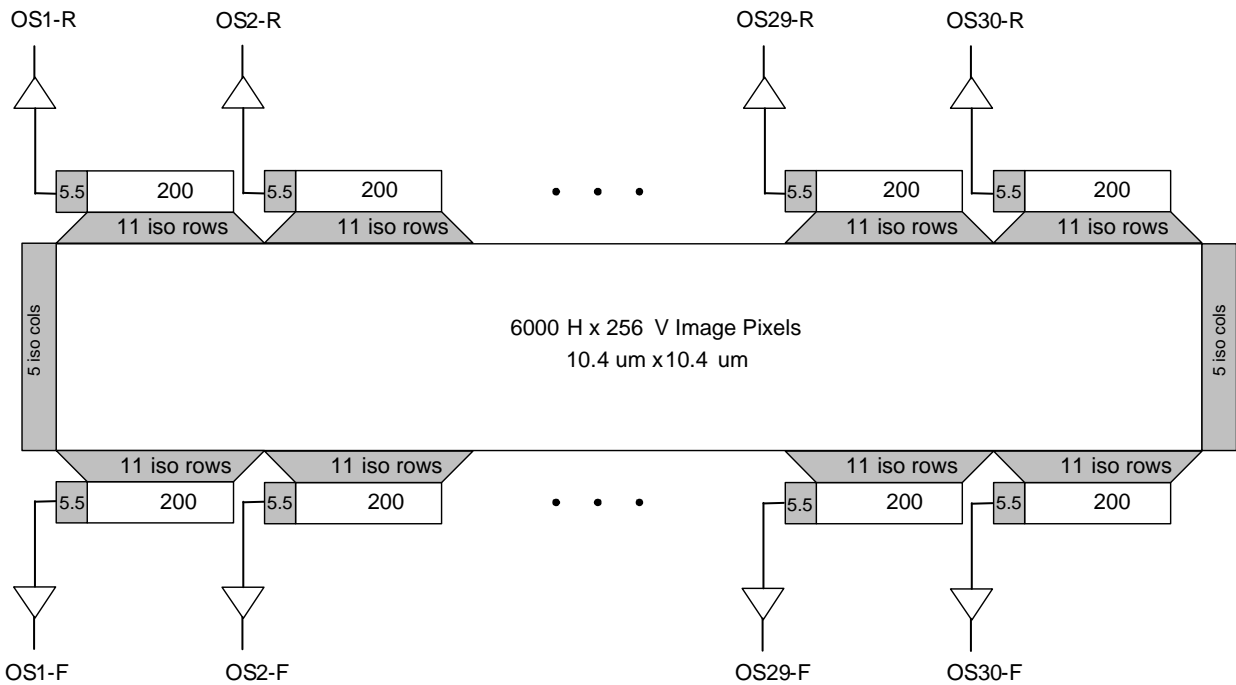 OS1-R OS2-R OS29-R OS30-R
5.5 200 5.5 200 • • • 5.5 200 5.5 200
11 iso rows 11 iso rows 11 iso rows 11 iso rows
5 iso cols
6000 H x 256 V Image Pixels
10.4 um x10.4 um
5 iso cols
11 iso rows 11 iso rows 11 iso rows 11 iso rows
5.5 200 5.5 200 • • • 5.5 200 5.5 200
OS1-F OS2-F OS29-F OS30-F